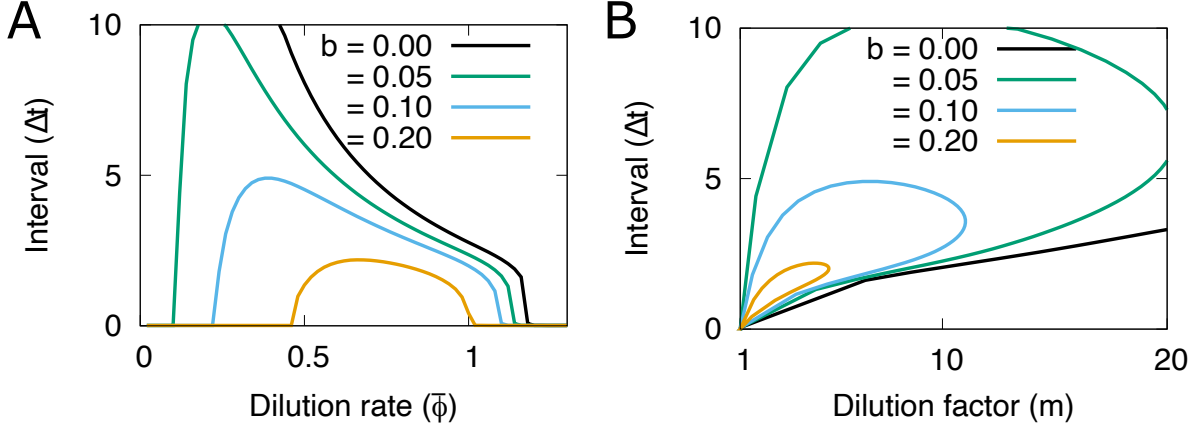 A
10
5
0
Interval (Δt)
b = 0.00
= 0.05
= 0.10
= 0.20
0
0.5
1
Dilution rate (ϕ̅)
B
10
5
0
Interval (Δt)
b = 0.00
= 0.05
= 0.10
= 0.20
1
10
20
Dilution factor (m)